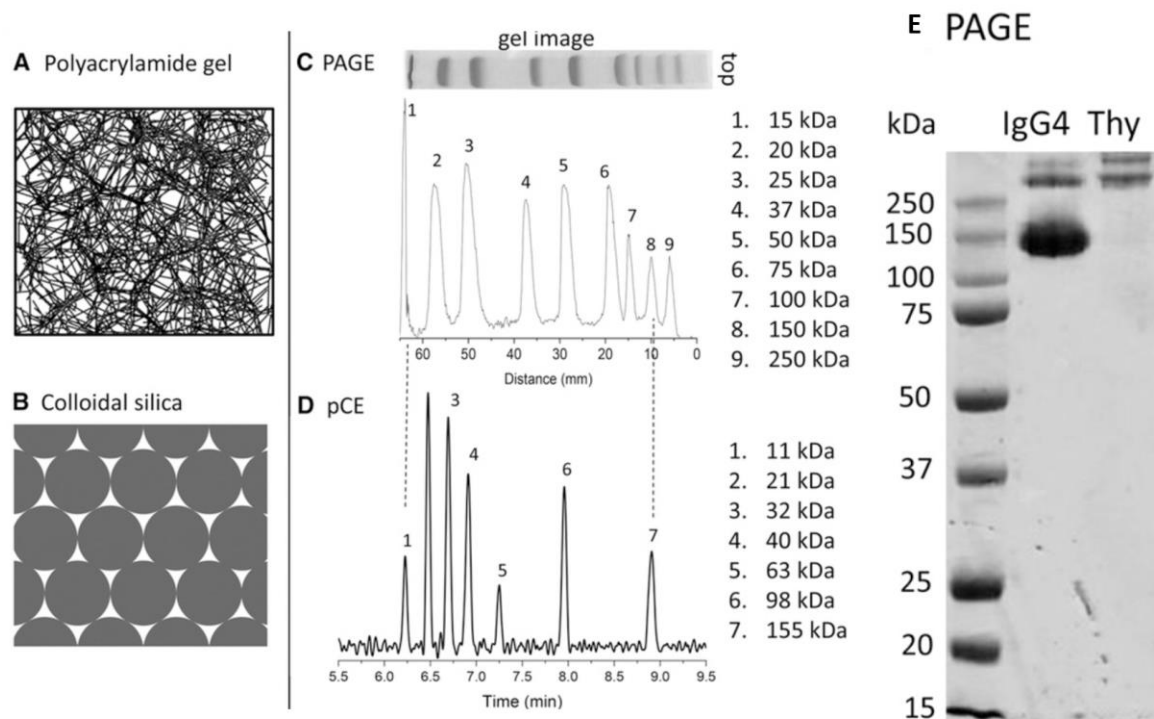 A Polyacrylamide gel
B Colloidal silica
gel image
C PAGE
top
1
2
3
4
5
6
7
8
9
60 50 40 30 20 10 0
Distance (mm)
1. 15 kDa
2. 20 kDa
3. 25 kDa
4. 37 kDa
5. 50 kDa
6. 75 kDa
7. 100 kDa
8. 150 kDa
9. 250 kDa
D pCE
1
3
4
5
6
7
5.5 6.0 6.5 7.0 7.5 8.0 8.5 9.0 9.5
Time (min)
1. 11 kDa
2. 21 kDa
3. 32 kDa
4. 40 kDa
5. 63 kDa
6. 98 kDa
7. 155 kDa
E PAGE
kDa IgG4 Thy
250
150
100
75
50
37
25
20
15